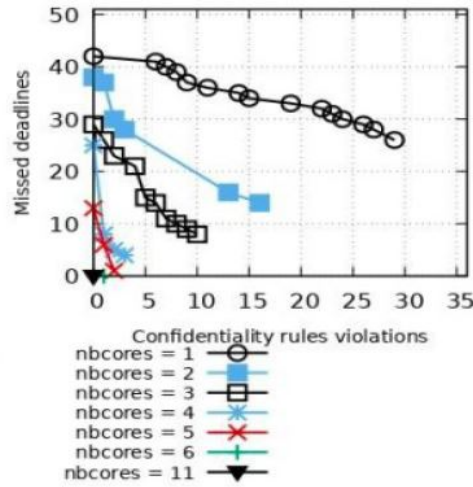 50
40
30
20
10
0
Missed deadlines
0 5 10 15 20 25 30 35
Confidentiality rules violations
nbcores = 1
nbcores = 2
nbcores = 3
nbcores = 4
nbcores = 5
nbcores = 6
nbcores = 11